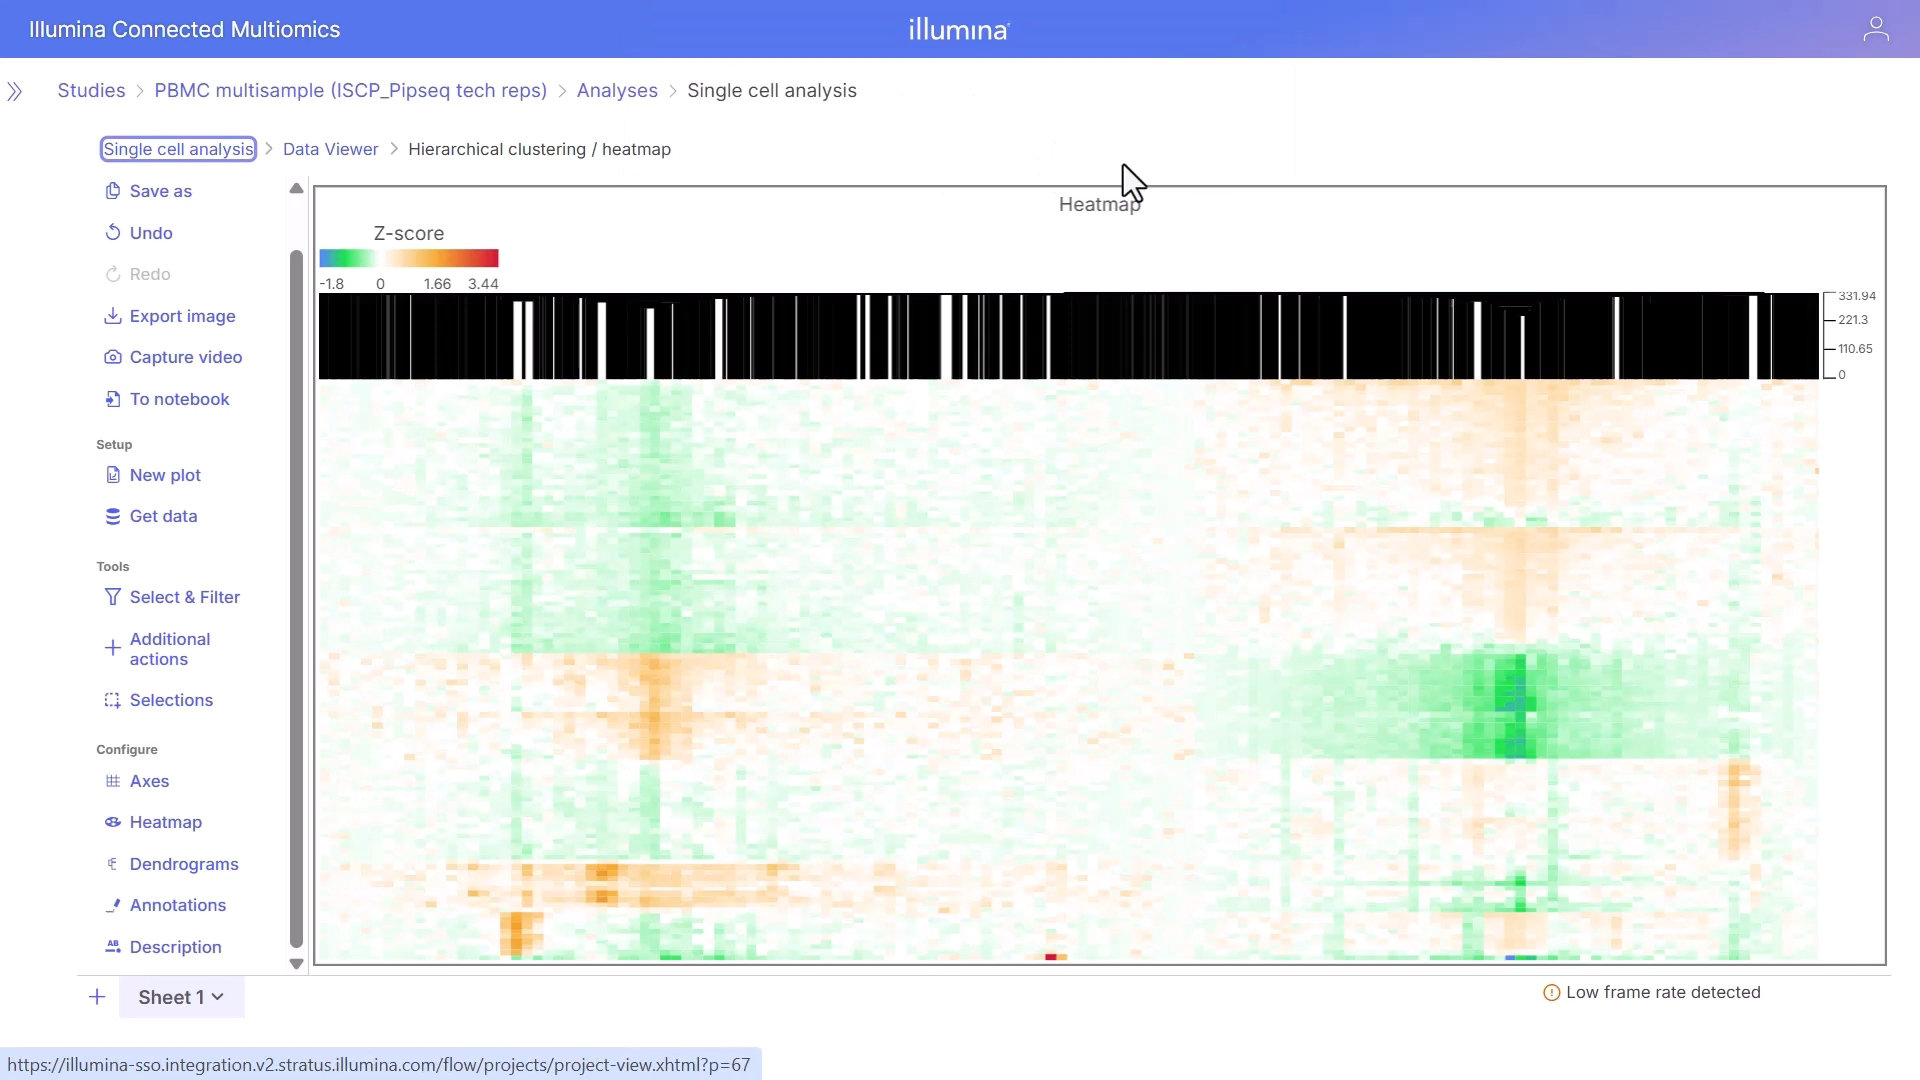 Illumina Connected Multiomics
illumina
Studies > PBMC multisample (ISCP_Pipseq tech reps) > Analyses > Single cell analysis
Single cell analysis > Data Viewer > Hierarchical clustering / heatmap
Save as
Undo
Redo
Export image
Capture video
To notebook
Setup
New plot
Get data
Tools
Select & Filter
Additional
actions
Selections
Configure
Axes
Heatmap
Dendrograms
Annotations
Description
Heatmap
Z-score
-1.8 0 1.66 3.44
331.94
221.3
110.65
0
Sheet 1
Low frame rate detected
https://illumina-sso.integration.v2.stratus.illumina.com/flow/projects/project-view.xhtml?p=67